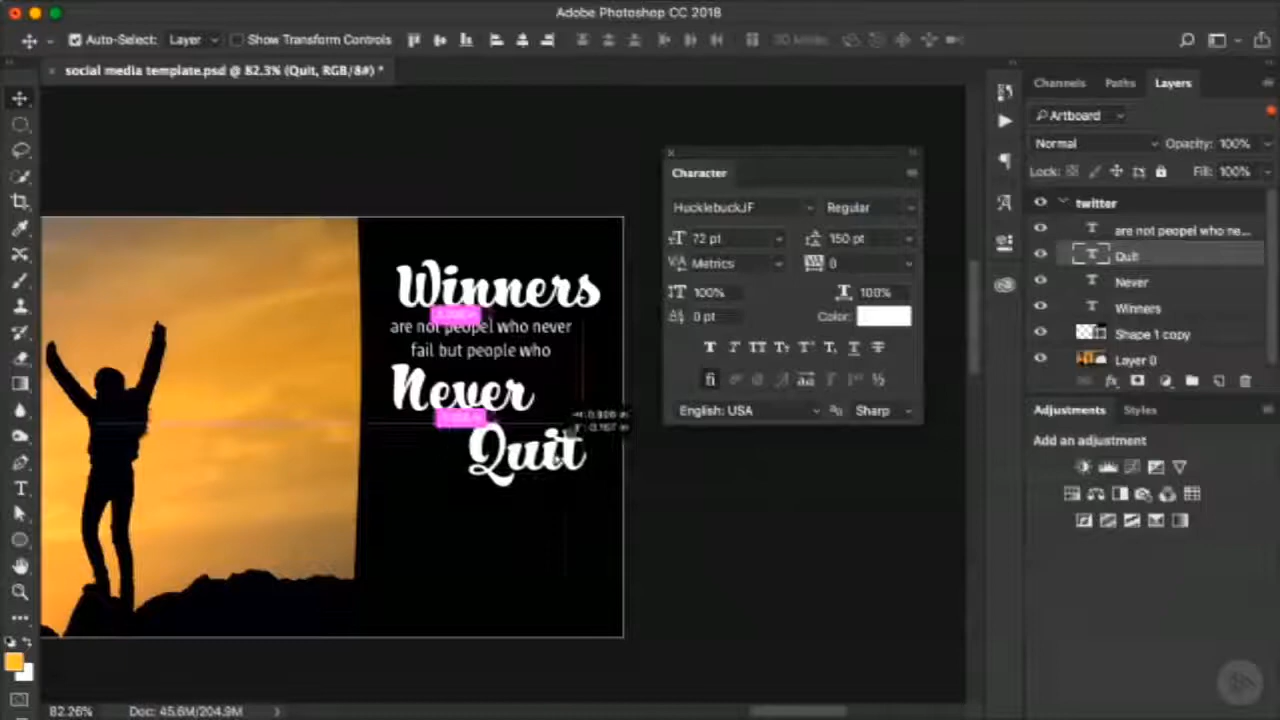 Adobe Photoshop CC 2018
Auto-Select: Layer Show Transform Controls
social media template.psd @ 82.3% (Quit, RGB/8#) *
Channels Paths Layers
Artboard
Normal Opacity: 100%
Lock: Fill: 100%
twitter
are not peopel who ne...
Quit
Never
Winners
Shape 1 copy
Layer 0
Adjustments Styles
Add an adjustment
Character
HucklebuckJF Regular
72 pt 150 pt
Metrics 0
100% 100%
0 pt Color:
English: USA Sharp
Winners
are not peopel who never
fail but people who
Never
Quit
82.26% Doc: 45.6M/204.9M